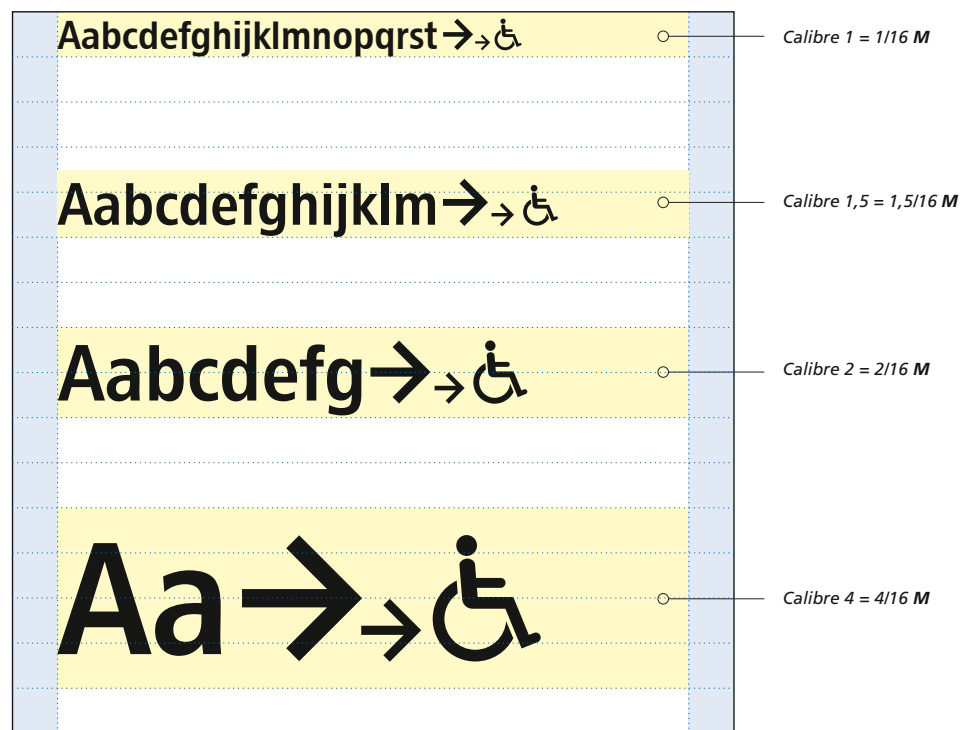 Aabcdefghijklmnopqrst →→ Calibre 1 = 1/16 M
Aabcdefghijklm →→ Calibre 1,5 = 1,5/16 M
Aabcdefg →→ Calibre 2 = 2/16 M
Aa →→ Calibre 4 = 4/16 M